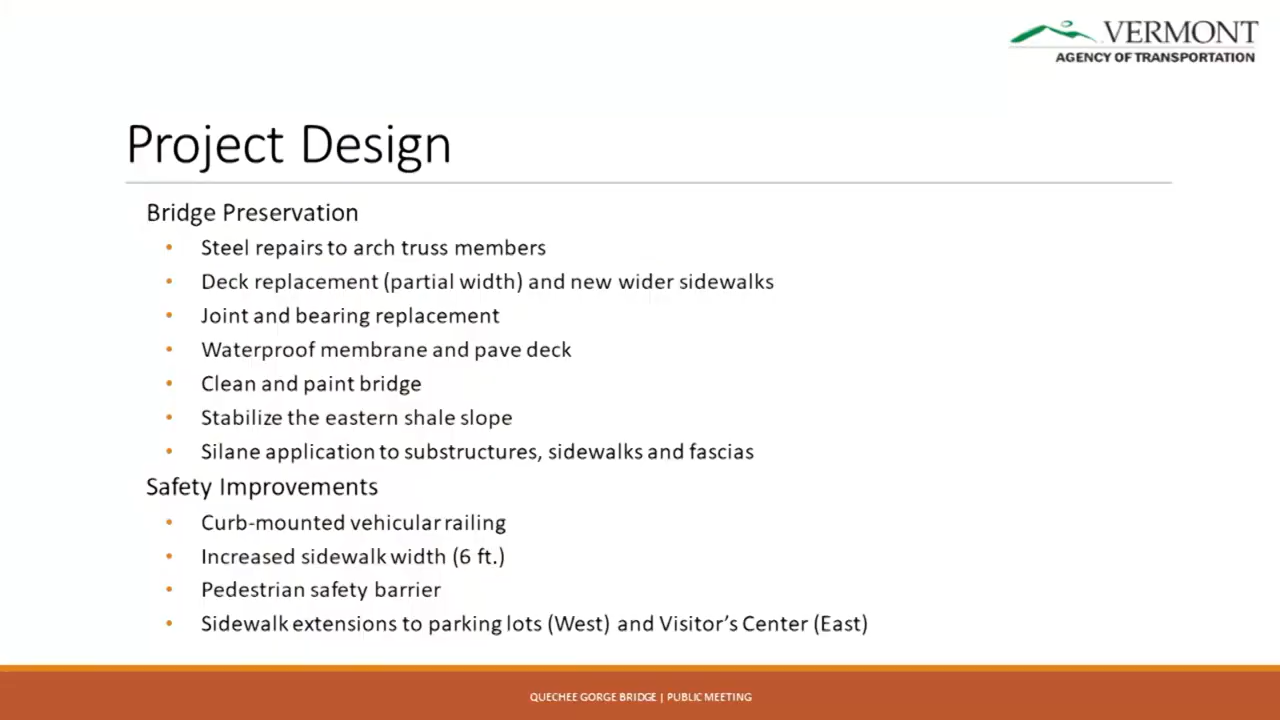 VERMONT
AGENCY OF TRANSPORTATION
Project Design
Bridge Preservation
• Steel repairs to arch truss members
• Deck replacement (partial width) and new wider sidewalks
• Joint and bearing replacement
• Waterproof membrane and pave deck
• Clean and paint bridge
• Stabilize the eastern shale slope
• Silane application to substructures, sidewalks and fascias
Safety Improvements
• Curb-mounted vehicular railing
• Increased sidewalk width (6 ft.)
• Pedestrian safety barrier
• Sidewalk extensions to parking lots (West) and Visitor’s Center (East)
QUECHEE GORGE BRIDGE | PUBLIC MEETING